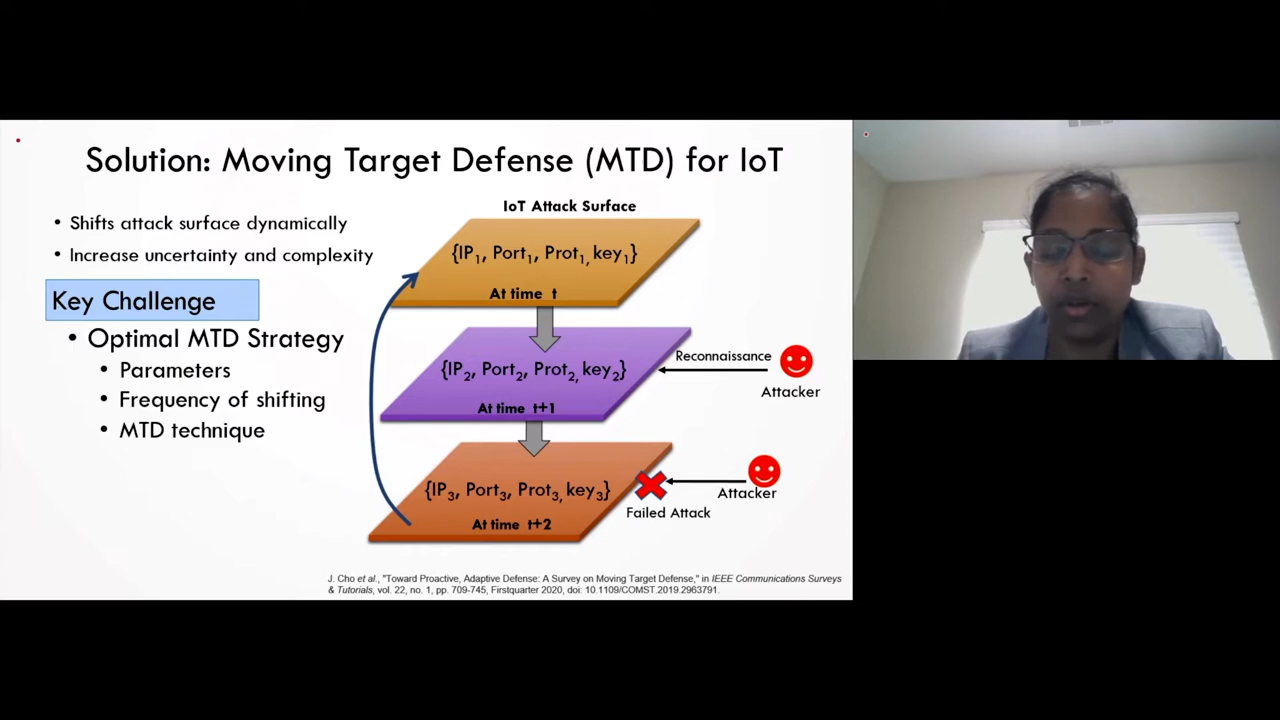 Solution: Moving Target Defense (MTD) for IoT
• Shifts attack surface dynamically
• Increase uncertainty and complexity
Key Challenge
• Optimal MTD Strategy
• Parameters
• Frequency of shifting
• MTD technique
IoT Attack Surface
{IP1, Port1, Prot1, key1}
At time t
{IP2, Port2, Prot2, key2}
At time t+1
Reconnaissance
Attacker
{IP3, Port3, Prot3, key3}
At time t+2
Attacker
Failed Attack
J. Cho et al., "Toward Proactive, Adaptive Defense: A Survey on Moving Target Defense," in IEEE Communications Surveys
& Tutorials, vol. 22, no. 1, pp. 709-745, Firstquarter 2020, doi: 10.1109/COMST.2019.2963791.